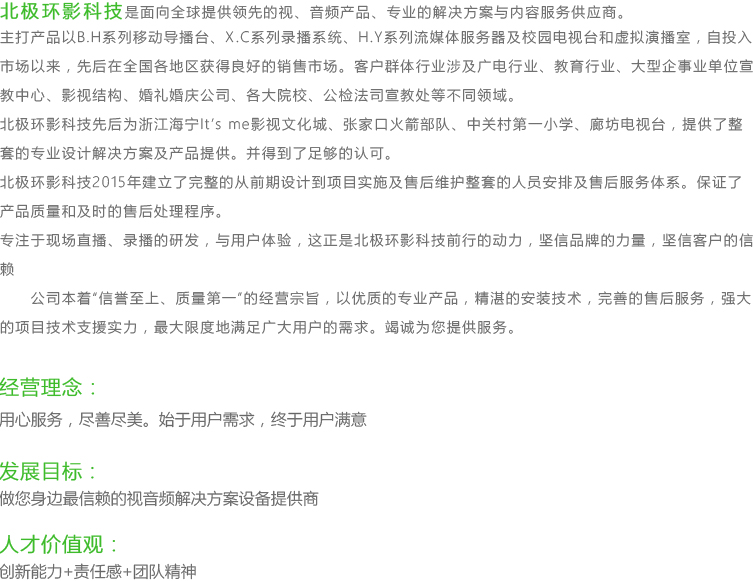 北极环影科技是面向全球提供领先的视、音频产品、专业的解决方案与内容服务供应商。
主打产品以B.H系列移动导播台、X.C系列录播系统、H.Y系列流媒体服务器及校园电视台和虚拟演播室，自投入
市场以来，先后在全国各地区获得良好的销售市场。客户群体行业涉及广电行业、教育行业、大型企事业单位宣
教中心、影视结构、婚礼婚庆公司、各大院校、公检法司宣教处等不同领域。
北极环影科技先后为浙江海宁It's me影视文化城、张家口火箭部队、中关村第一小学、廊坊电视台，提供了整
套的专业设计解决方案及产品提供。并得到了足够的认可。
北极环影科技2015年建立了完整的从前期设计到项目实施及售后维护整套的人员安排及售后服务体系。保证了
产品质量和及时的售后处理程序。
专注于现场直播、录播的研发，与用户体验，这正是北极环影科技前行的动力，坚信品牌的力量，坚信客户的信
赖
公司本着“信誉至上、质量第一”的经营宗旨，以优质的专业产品，精湛的安装技术，完善的售后服务，强大
的项目技术支援实力，最大限度地满足广大用户的需求。竭诚为您提供服务。
经营理念：
用心服务，尽善尽美。始于用户需求，终于用户满意
发展目标：
做您身边最信赖的视音频解决方案设备提供商
人才价值观：
创新能力+责任感+团队精神